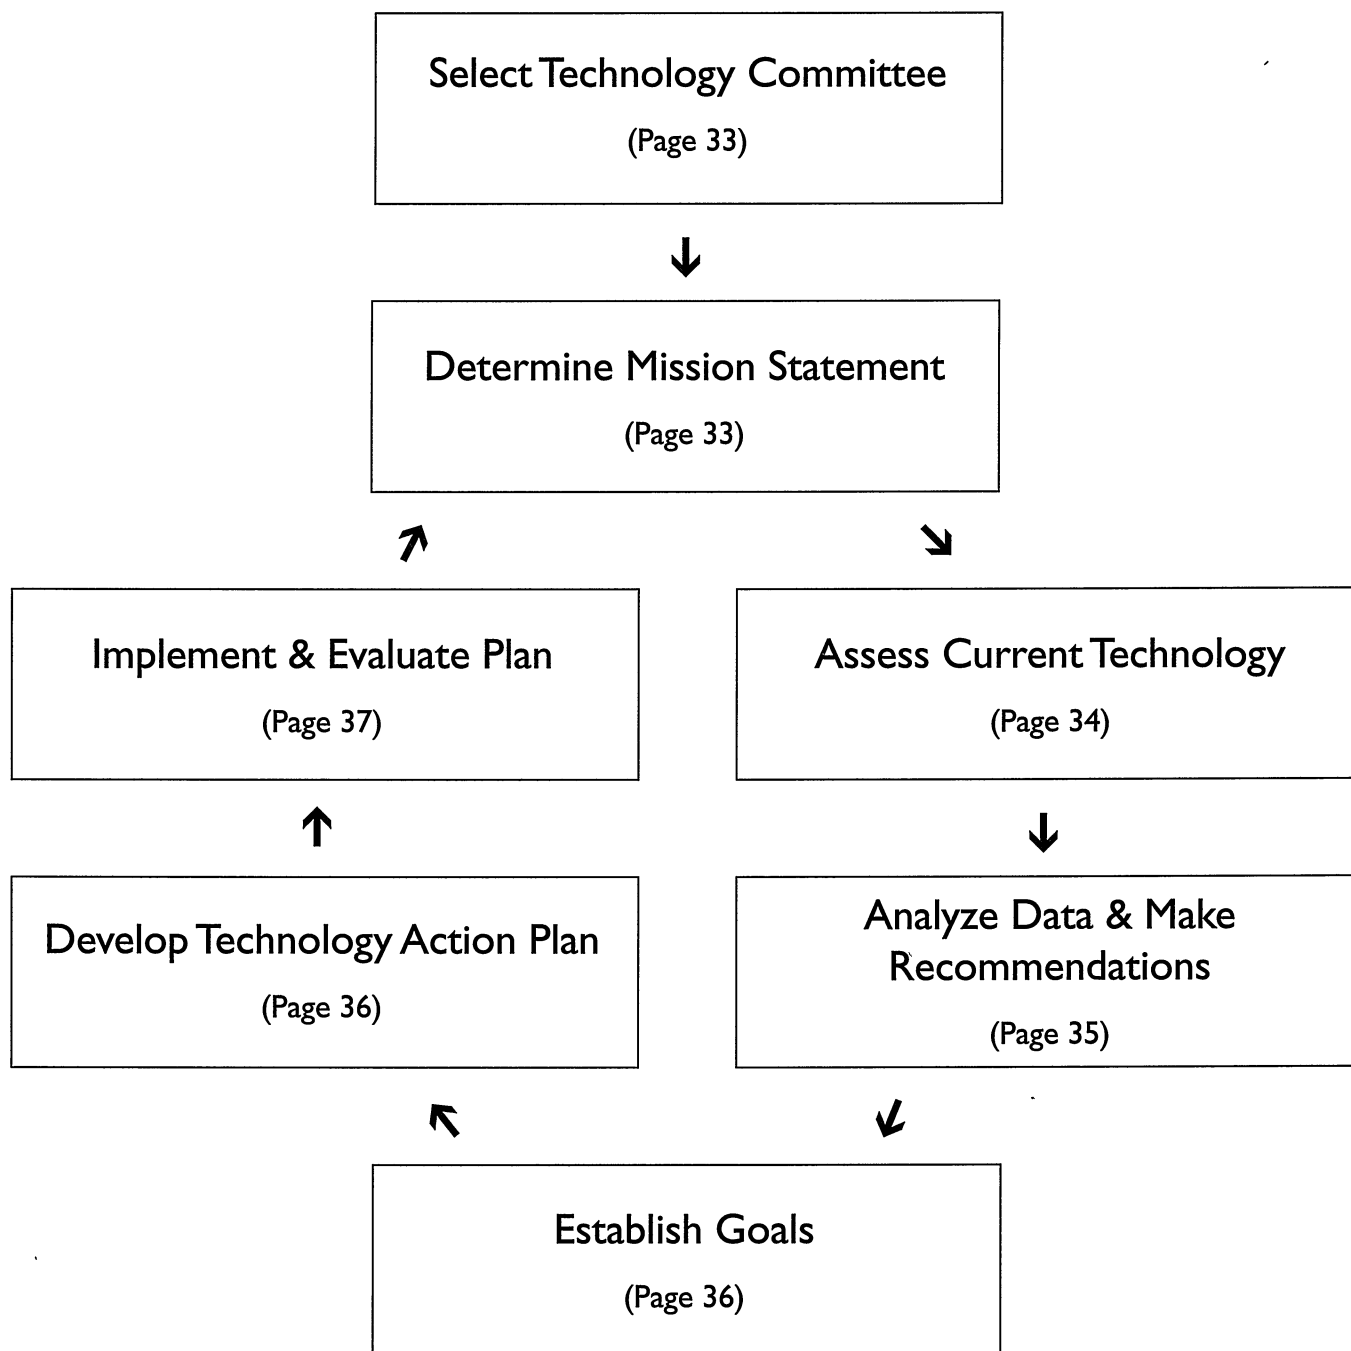 Select Technology Committee
(Page 33)
Determine Mission Statement
(Page 33)
Implement & Evaluate Plan
(Page 37)
Assess Current Technology
(Page 34)
Develop Technology Action Plan
(Page 36)
Analyze Data & Make
Recommendations
(Page 35)
Establish Goals
(Page 36)